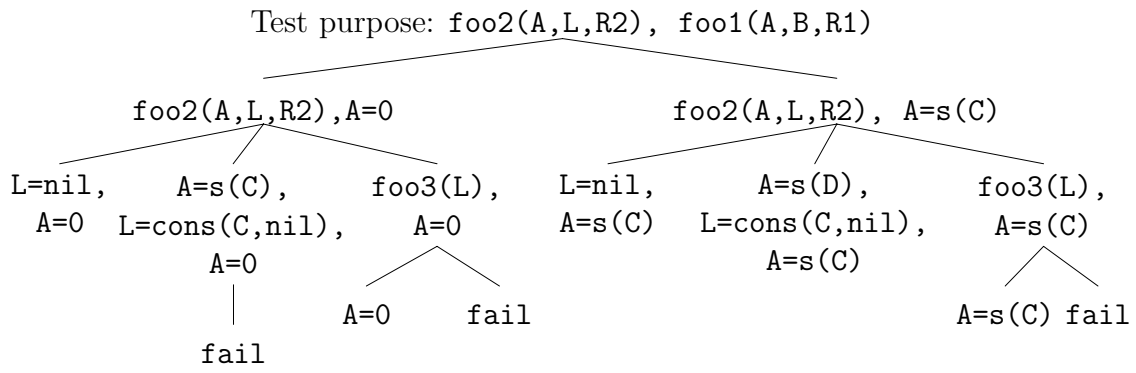 Test purpose: foo2(A,L,R2), foo1(A,B,R1)
foo2(A,L,R2),A=0
foo2(A,L,R2), A=s(C)
L=nil,
A=0
A=s(C),
L=cons(C,nil),
A=0
foo3(L),
A=0
L=nil,
A=s(C)
A=s(D),
L=cons(C,nil),
A=s(C)
foo3(L),
A=s(C)
A=0
fail
A=s(C)
fail
fail